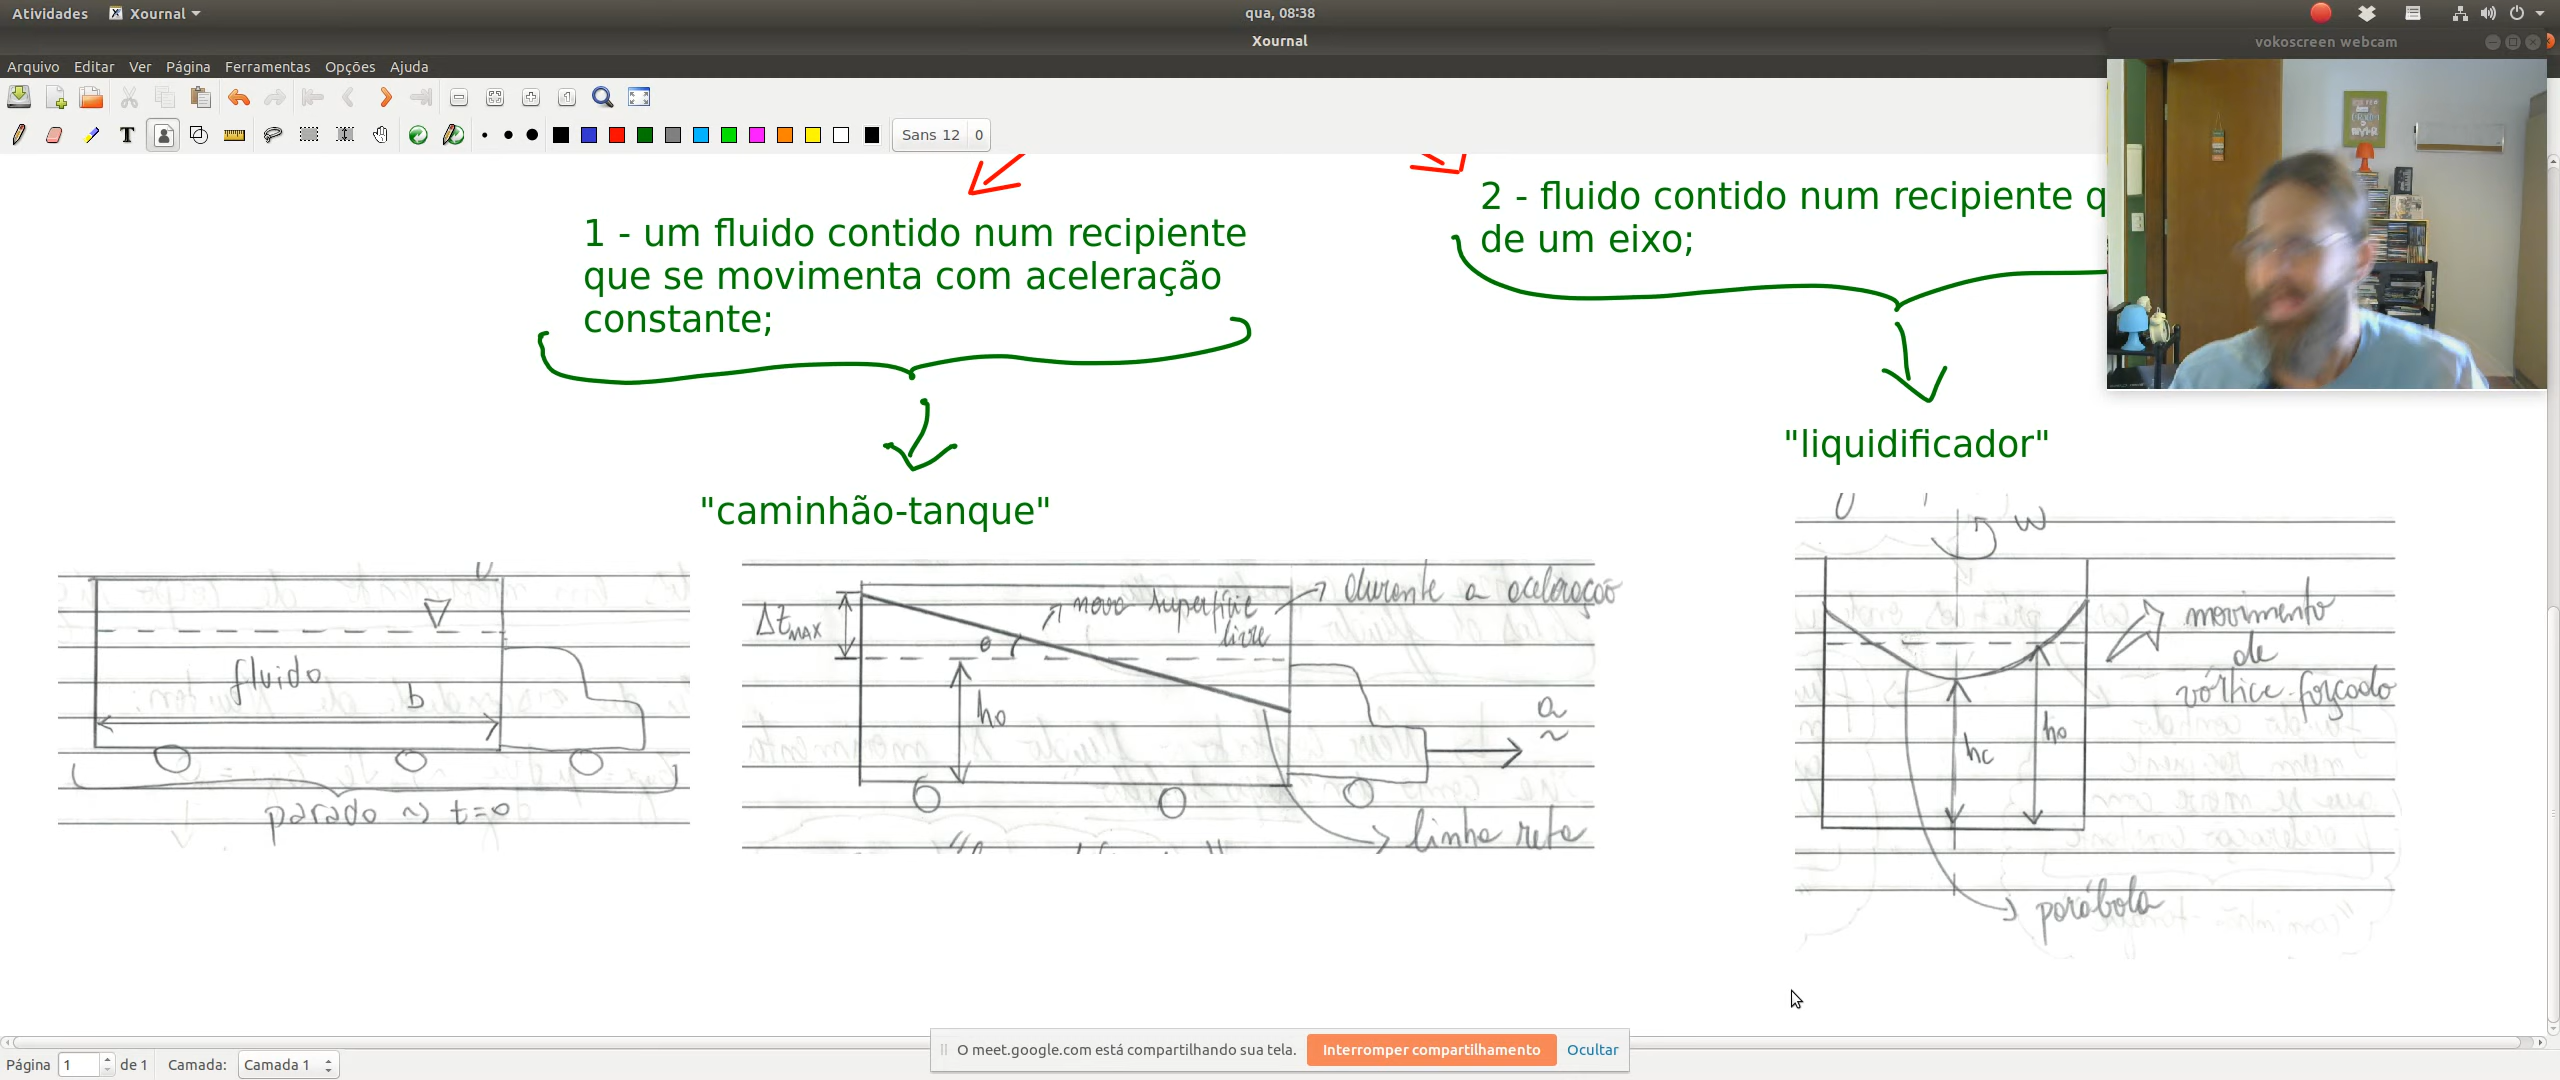 Atividades Xournal qua, 08:38
Xournal
vokoscreen webcam
Arquivo Editar Ver Página Ferramentas Opções Ajuda
Sans 12 0
1 - um fluido contido num recipiente
que se movimenta com aceleração
constante;
2 - fluido contido num recipiente q
de um eixo;
"caminhão-tanque"
"liquidificador"
fluido
b
parado ~> t=0
Δz MAX
θ
nova superfície
livre
durante a aceleração
h0
a
linha reta
w
movimento
de
vórtice forçado
hc
h0
parábola
O meet.google.com está compartilhando sua tela. Interromper compartilhamento Ocultar
Página 1 de 1 Camada: Camada 1